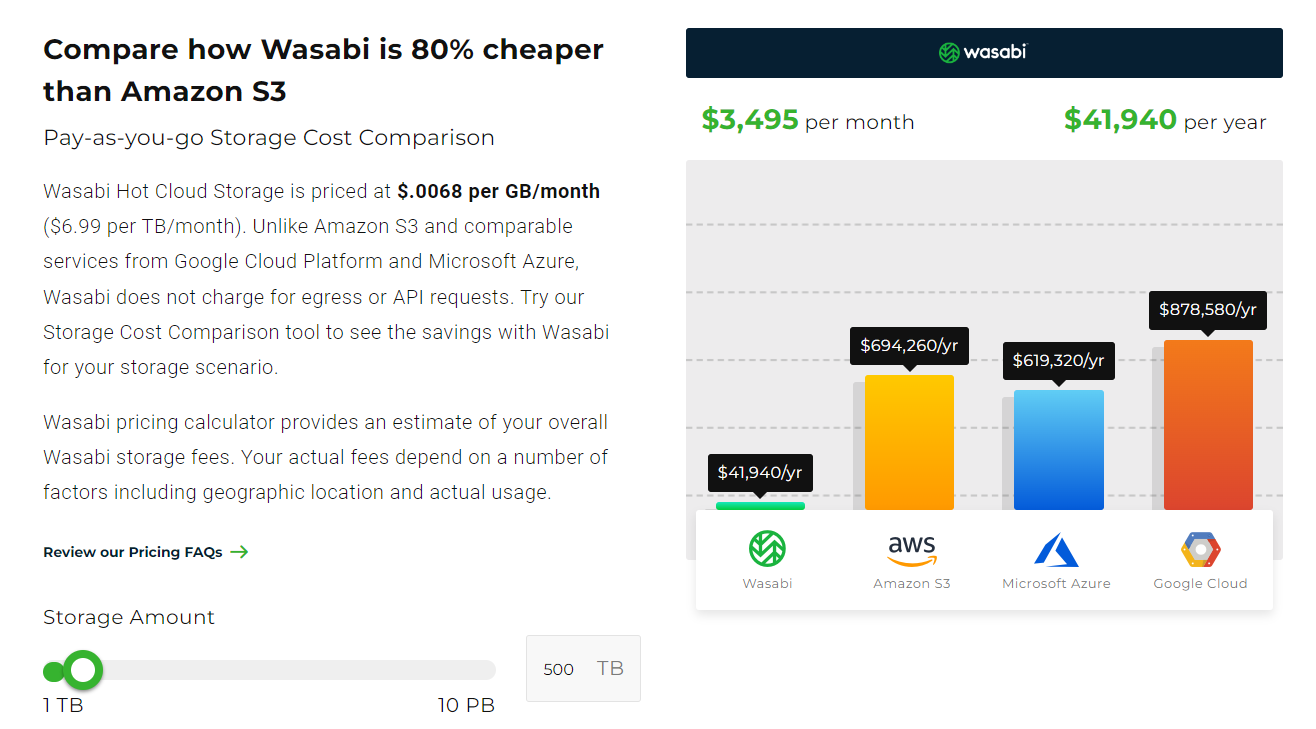 Compare how Wasabi is 80% cheaper
than Amazon S3
Pay-as-you-go Storage Cost Comparison
Wasabi Hot Cloud Storage is priced at $.0068 per GB/month
($6.99 per TB/month). Unlike Amazon S3 and comparable
services from Google Cloud Platform and Microsoft Azure,
Wasabi does not charge for egress or API requests. Try our
Storage Cost Comparison tool to see the savings with Wasabi
for your storage scenario.
Wasabi pricing calculator provides an estimate of your overall
Wasabi storage fees. Your actual fees depend on a number of
factors including geographic location and actual usage.
Review our Pricing FAQs
Storage Amount
500 TB
1 TB 10 PB
wasabi
$3,495 per month $41,940 per year
$878,580/yr
$694,260/yr
$619,320/yr
$41,940/yr
aws
Wasabi Amazon S3 Microsoft Azure Google Cloud